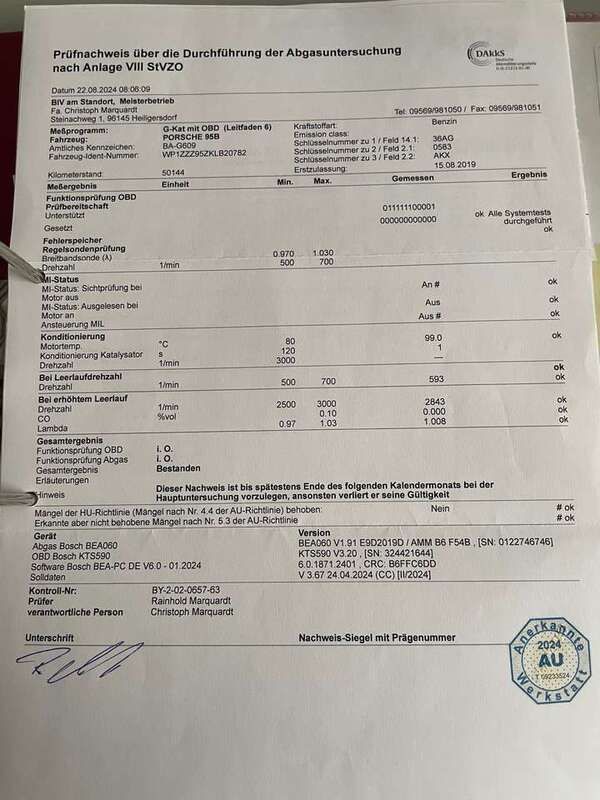 Prüfnachweis über die Durchführung der Abgasuntersuchung
nach Anlage VIII StVZO
DAkkS
Deutsche
Akkreditierungsstelle
Datum 22.08.2024 08:06:09
BIV am Standort, Meisterbetrieb
Fa. Christoph Marquardt
Steinachweg 1, 96145 Heiligersdorf
Tel: 09569/981050 / Fax: 09569/981051
Meßprogramm: G-Kat mit OBD (Leitfaden 6) Kraftstoffart: Benzin
Fahrzeug: PORSCHE 95B Emission class: 36AG
Amtliches Kennzeichen: BA-G609 Schlüsselnummer zu 1 / Feld 14.1: 0583
Fahrzeug-Ident-Nummer: WP1ZZZ95ZKLB20782 Schlüsselnummer zu 2 / Feld 2.1: AKX
Schlüsselnummer zu 3 / Feld 2.2:
Kilometerstand: 50144 Erstzulassung: 15.08.2019
Meßergebnis Einheit Min. Max. Gemessen Ergebnis
Funktionsprüfung OBD
Prüfbereitschaft
Unterstützt 011111100001 ok Alle Systemtests
Gesetzt 000000000000 durchgeführt
Fehlerspeicher ok
Regelsondenprüfung
Breitbandsonde (λ) 0.970 1.030
Drehzahl 1/min 500 700
MI-Status
MI-Status: Sichtprüfung bei An # ok
Motor aus
MI-Status: Ausgelesen bei Aus ok
Motor an
Ansteuerung MIL Aus # ok
Konditionierung
Motortemp. °C 80 99.0 ok
Konditionierung Katalysator s 120 1
Drehzahl 1/min 3000 ---
Bei Leerlaufdrehzahl ok
Drehzahl 1/min 500 700 593 ok
Bei erhöhtem Leerlauf
Drehzahl 1/min 2500 3000 2843 ok
CO %vol 0.10 0.000 ok
Lambda 0.97 1.03 1.008 ok
Gesamtergebnis
Funktionsprüfung OBD i. O.
Funktionsprüfung Abgas i. O.
Gesamtergebnis Bestanden
Erläuterungen
Hinweis Dieser Nachweis ist bis spätestens Ende des folgenden Kalendermonats bei der
Hauptuntersuchung vorzulegen, ansonsten verliert er seine Gültigkeit
Mängel der HU-Richtlinie (Mängel nach Nr. 4.4 der AU-Richtlinie) behoben: Nein # ok
Erkannte aber nicht behobene Mängel nach Nr. 5.3 der AU-Richtlinie # ok
Gerät Version
Abgas Bosch BEA060 BEA060 V1.91 E9D2019D / AMM B6 F54B , [SN: 0122746746]
OBD Bosch KTS590 KTS590 V3.20 , [SN: 324421644]
Software Bosch BEA-PC DE V6.0 - 01.2024 6.0.1871.2401 , CRC: B6FFC6DD
Solldaten V 3.67 24.04.2024 (CC) [II/2024]
Kontroll-Nr: BY-2-02-0657-63
Prüfer Rainhold Marquardt
verantwortliche Person Christoph Marquardt
Unterschrift Nachweis-Siegel mit Prägenummer
Anerkannte
2024
AU
Werkstatt